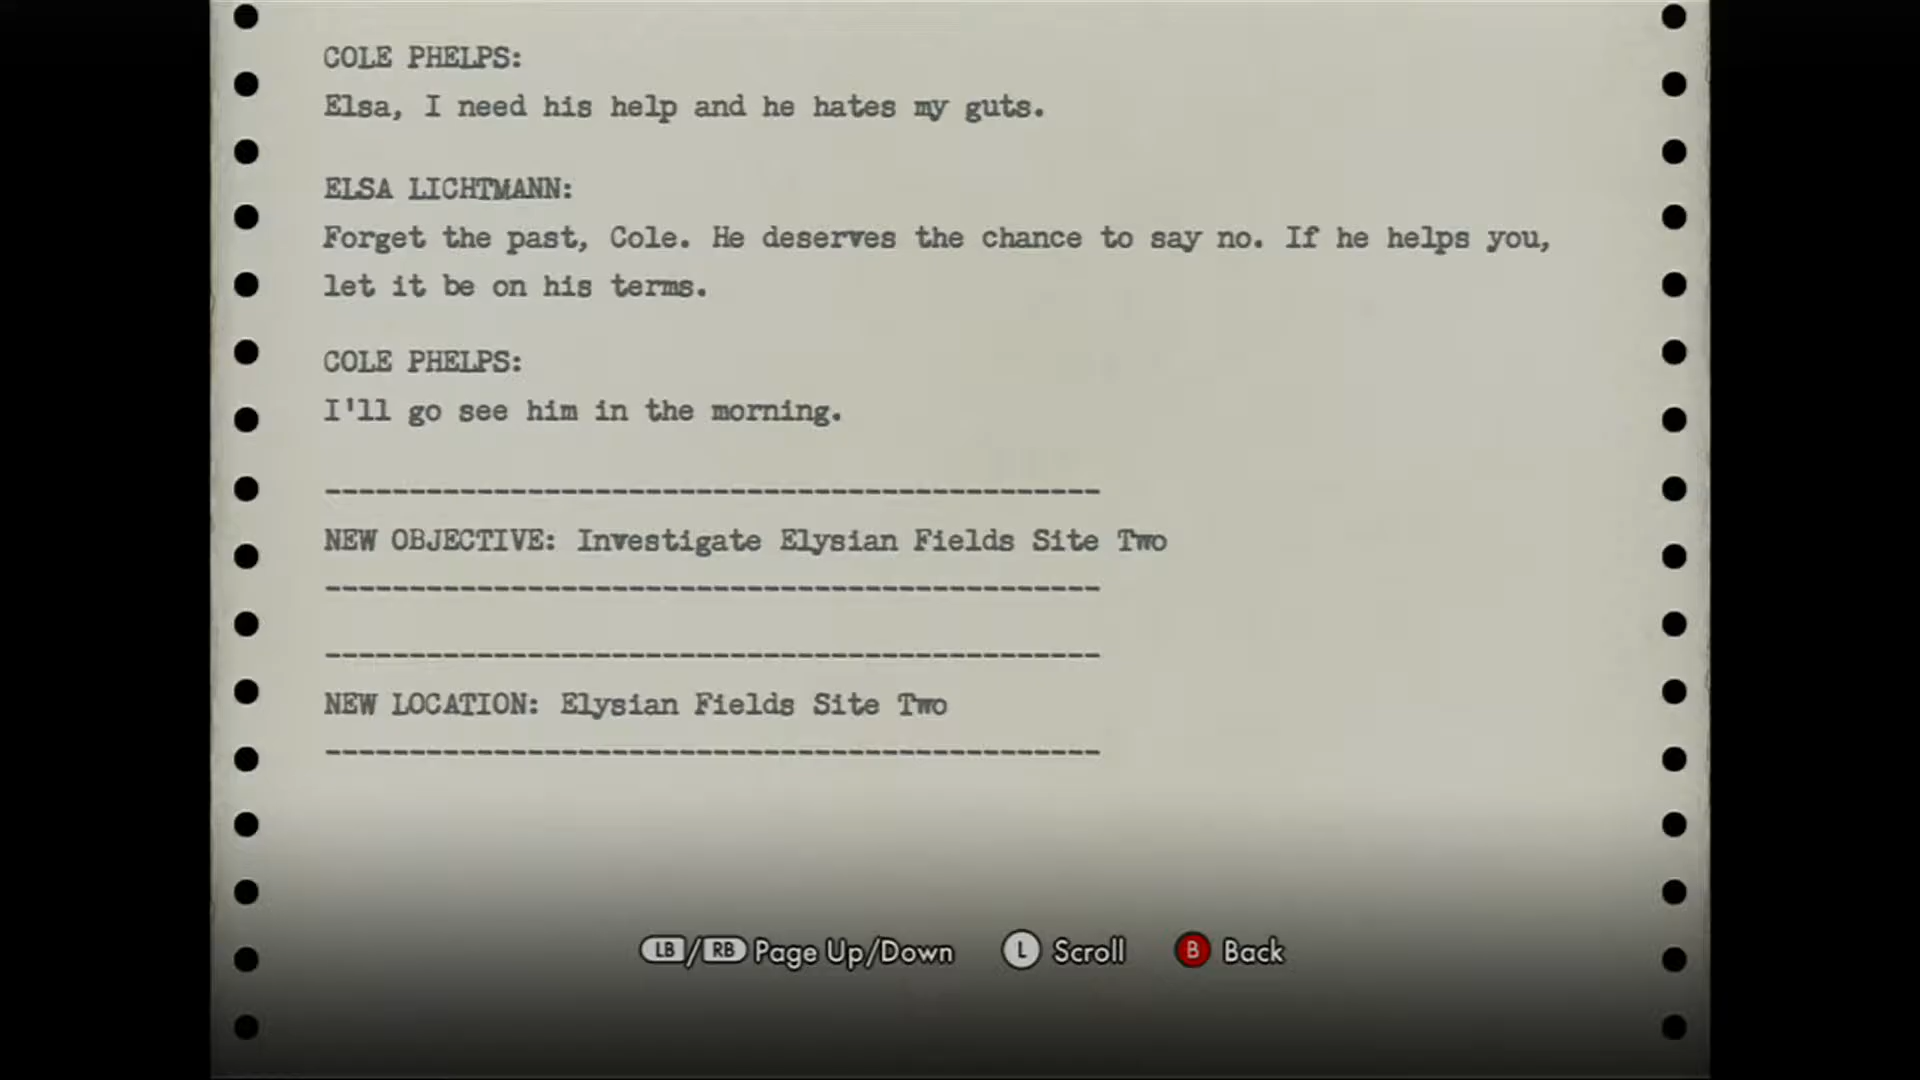 COLE PHELPS:
Elsa, I need his help and he hates my guts.
ELSA LICHTMANN:
Forget the past, Cole. He deserves the chance to say no. If he helps you,
let it be on his terms.
COLE PHELPS:
I'll go see him in the morning.
----------------------------------------------
NEW OBJECTIVE: Investigate Elysian Fields Site Two
----------------------------------------------
----------------------------------------------
NEW LOCATION: Elysian Fields Site Two
----------------------------------------------
LB/RB Page Up/Down L Scroll B Back